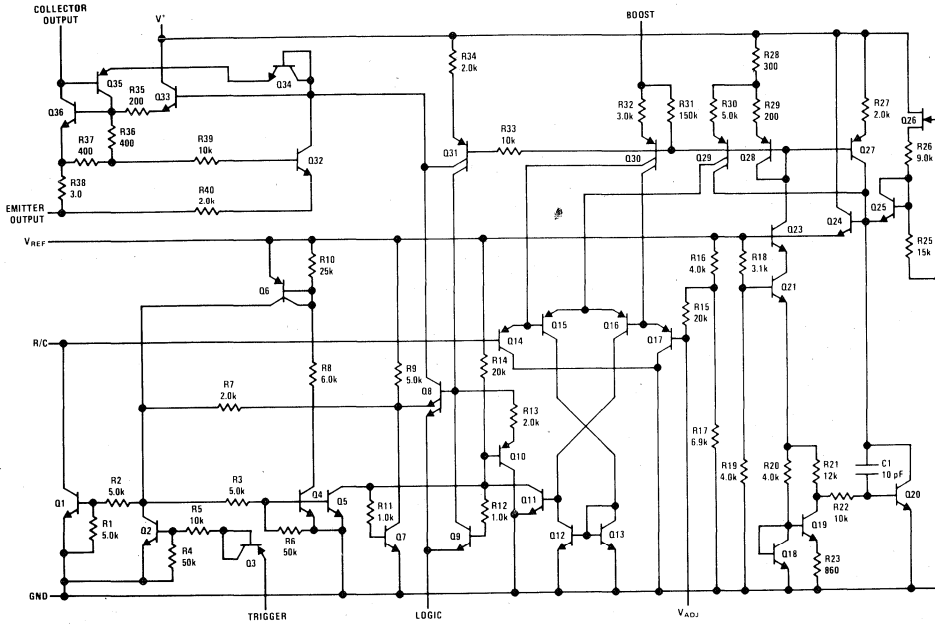 COLLECTOR
OUTPUT
V+
BOOST
R34
2.0k
R28
300
Q35
Q34
R35
200
Q33
Q36
R32
3.0k
R31
150k
R30
5.0k
R29
200
R27
2.0k
Q26
R37
400
R36
400
R39
10k
R33
10k
Q31
Q30
Q29
Q28
Q27
R26
9.0k
Q32
R38
3.0
R40
2.0k
Q25
Q24
EMITTER
OUTPUT
VREF
Q23
R25
15k
R10
25k
R16
4.0k
R18
3.1k
Q6
Q21
R15
20k
R/C
Q14
Q15
Q16
Q17
R8
6.0k
R9
5.0k
R14
20k
R7
2.0k
Q8
R13
2.0k
R17
6.9k
Q10
R2
5.0k
R3
5.0k
R19
4.0k
R20
4.0k
R21
12k
C1
10 pF
Q1
Q4
Q5
Q11
Q20
R1
5.0k
R5
10k
Q2
R11
1.0k
R12
1.0k
R22
10k
R4
50k
R6
50k
Q7
Q9
Q12
Q13
Q19
Q3
Q18
R23
860
GND
TRIGGER
LOGIC
VADJ